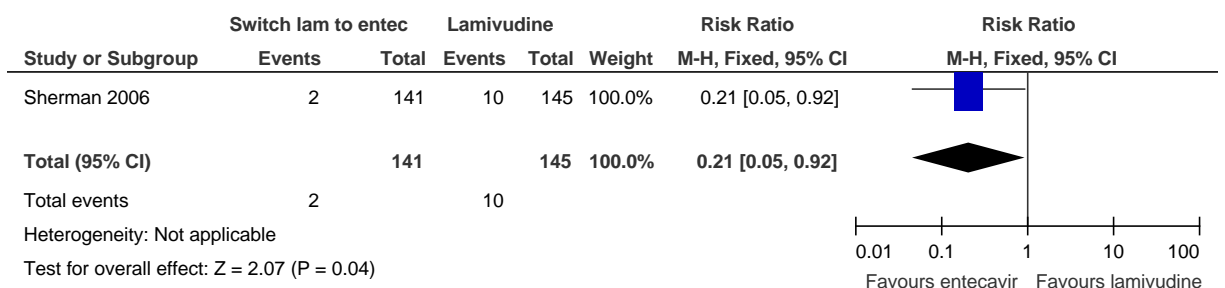 Switch lam to entec Lamivudine Risk Ratio Risk Ratio
Study or Subgroup Events Total Events Total Weight M-H, Fixed, 95% CI M-H, Fixed, 95% CI
Sherman 2006 2 141 10 145 100.0% 0.21 [0.05, 0.92]
Total (95% CI) 141 145 100.0% 0.21 [0.05, 0.92]
Total events 2 10
Heterogeneity: Not applicable
Test for overall effect: Z = 2.07 (P = 0.04)
0.01 0.1 1 10 100
Favours entecavir Favours lamivudine